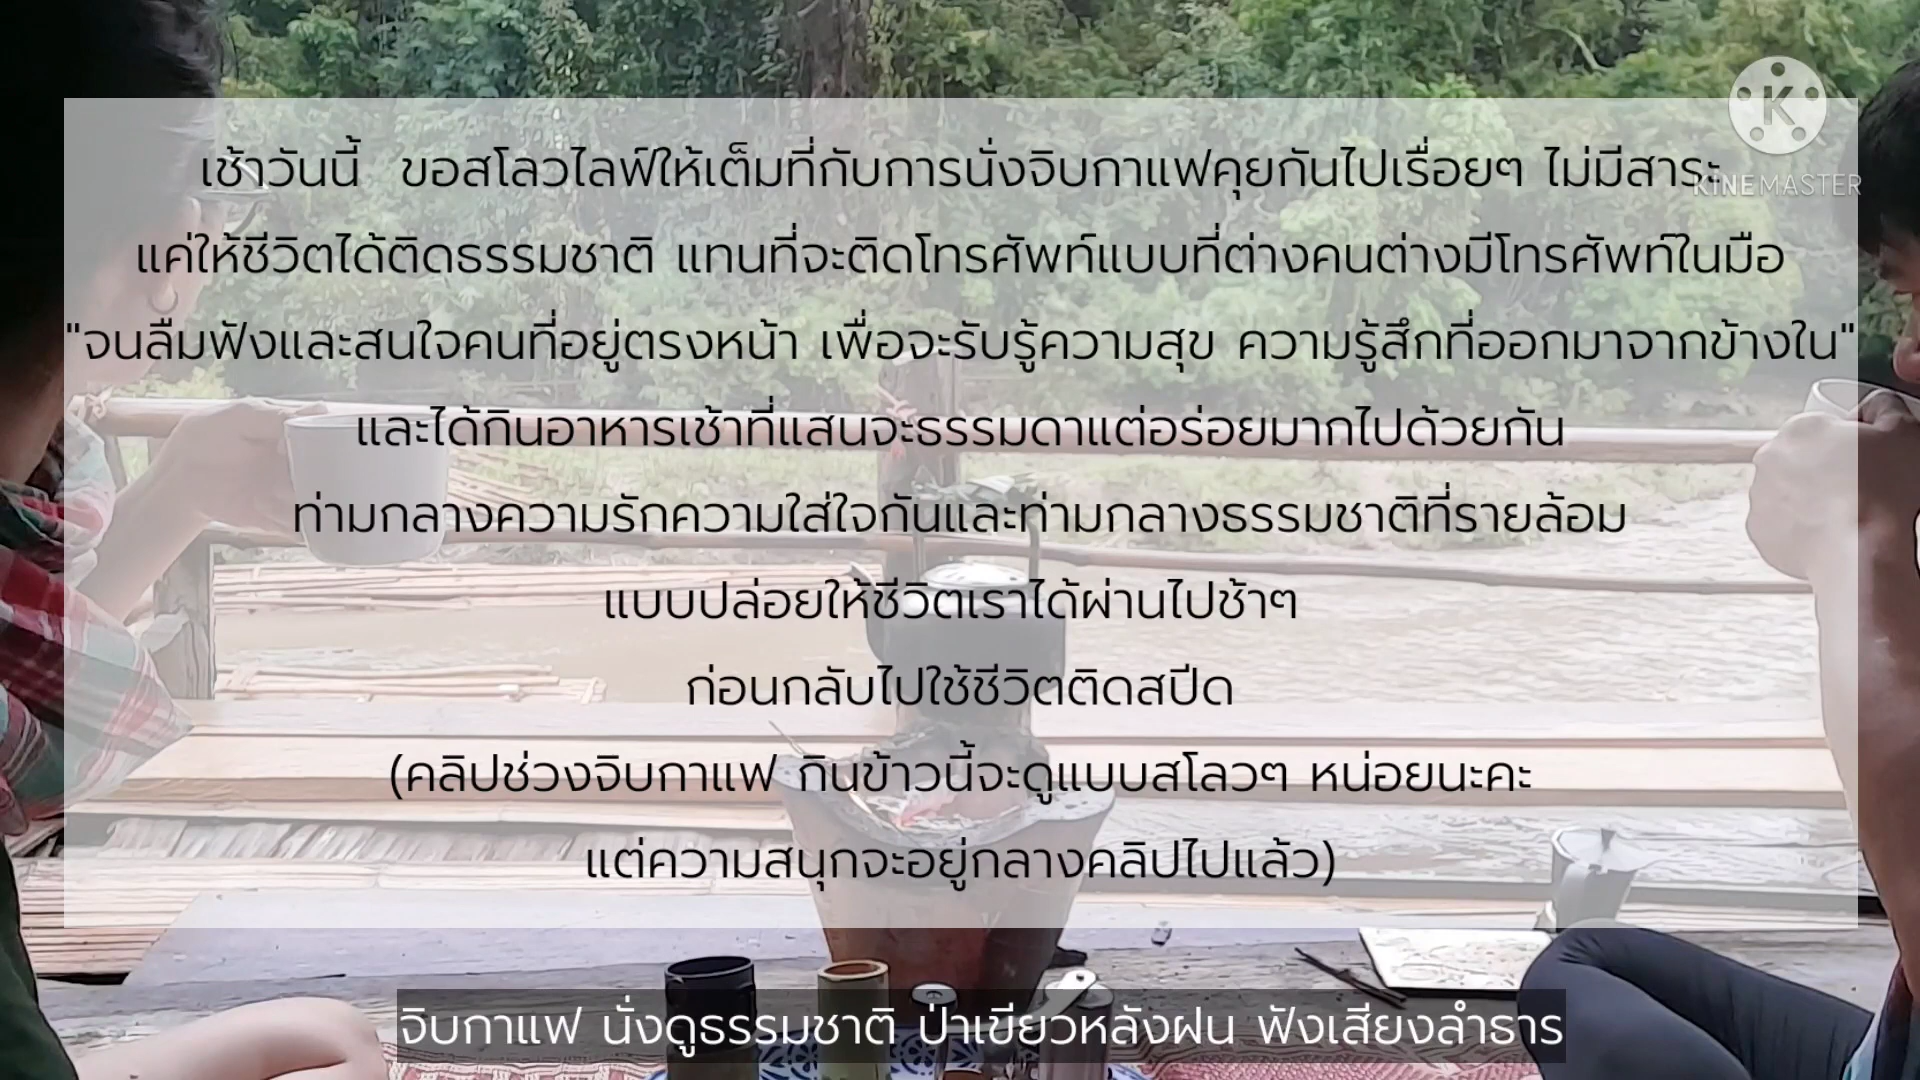 K
KINEMASTER
เช้าวันนี้ ขอสโลวไลฟ์ให้เต็มที่กับการนั่งจิบกาแฟคุยกันไปเรื่อยๆ ไม่มีสาระ
แค่ให้ชีวิตได้ติดธรรมชาติ แทนที่จะติดโทรศัพท์แบบที่ต่างคนต่างมีโทรศัพท์ในมือ
"จนลืมฟังและสนใจคนที่อยู่ตรงหน้า เพื่อจะรับรู้ความสุข ความรู้สึกที่ออกมาจากข้างใน"
และได้กินอาหารเช้าที่แสนจะธรรมดาแต่อร่อยมากไปด้วยกัน
ท่ามกลางความรักความใส่ใจกันและท่ามกลางธรรมชาติที่รายล้อม
แบบปล่อยให้ชีวิตเราได้ผ่านไปช้าๆ
ก่อนกลับไปใช้ชีวิตติดสปีด
(คลิปช่วงจิบกาแฟ กินข้าวนี้จะดูแบบสโลวๆ หน่อยนะคะ
แต่ความสนุกจะอยู่กลางคลิปไปแล้ว)
จิบกาแฟ นั่งดูธรรมชาติ ป่าเขียวหลังฝน ฟังเสียงลำธาร